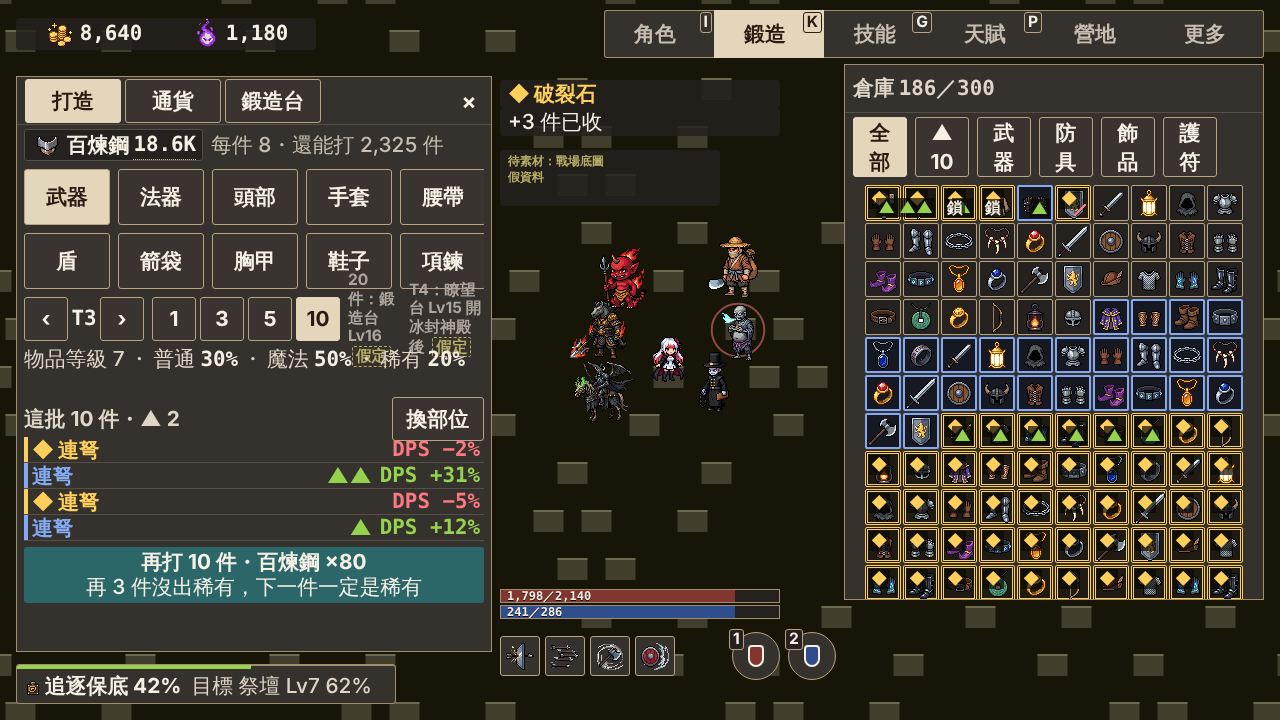 8,640
1,180
角色 I
鍛造 K
技能 G
天賦 P
營地
更多
打造
通貨
鍛造台
×
百煉鋼 18.6K 每件 8・還能打 2,325 件
武器
法器
頭部
手套
腰帶
盾
箭袋
胸甲
鞋子
項鍊
‹ T3 › 1 3 5 10
20
件：鍛
造台
Lv16
假定
T4：瞭望
台 Lv15 開
冰封神殿
後 假定
物品等級 7 ・ 普通 30% ・ 魔法 50% ・ 稀有 20%
這批 10 件・▲ 2
換部位
◆ 連弩 DPS −2%
連弩 ▲▲ DPS +31%
◆ 連弩 DPS −5%
連弩 ▲ DPS +12%
再打 10 件・百煉鋼 ×80
再 3 件沒出稀有，下一件一定是稀有
追逐保底 42% 目標 祭壇 Lv7 62%
◆ 破裂石
+3 件已收
待素材：戰場底圖
假資料
1,798／2,140
241／286
1
2
倉庫 186／300
全部
▲10
武器
防具
飾品
護符
鎖
鎖